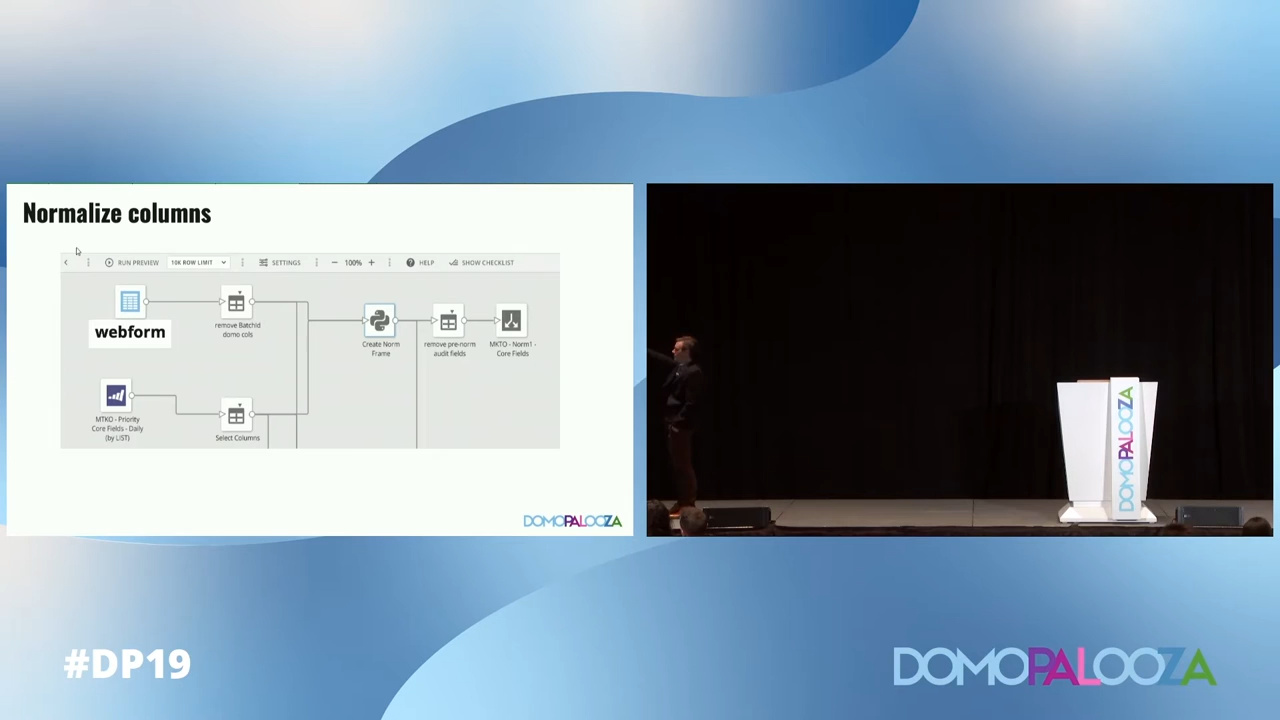 Normalize columns
RUN PREVIEW
10K ROW LIMIT
SETTINGS
100%
HELP
SHOW CHECKLIST
webform
remove BatchId
domo cols
Create Norm
Frame
remove pre-norm
audit fields
MKTO - Norm1 -
Core Fields
MTKO - Priority
Core Fields - Daily
(by LIST)
Select Columns
DOMOPALOOZA
DOMOPALOOZA
#DP19
DOMOPALOOZA